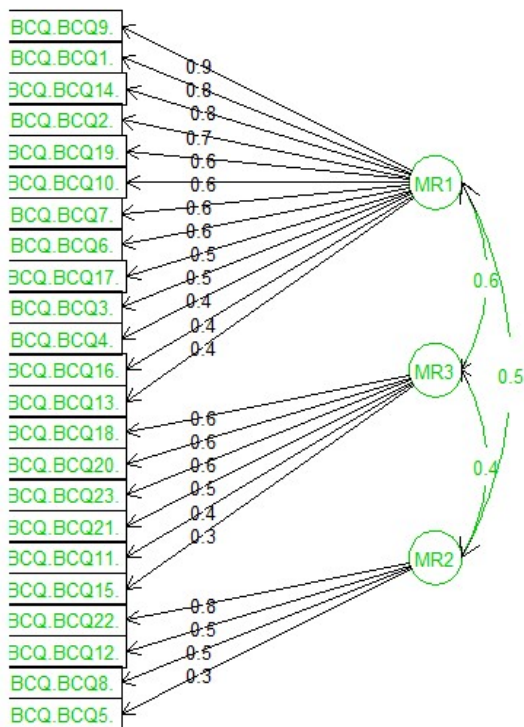 BCQ.BCQ9.
BCQ.BCQ1.
BCQ.BCQ14.
BCQ.BCQ2.
BCQ.BCQ19.
BCQ.BCQ10.
BCQ.BCQ7.
BCQ.BCQ6.
BCQ.BCQ17.
BCQ.BCQ3.
BCQ.BCQ4.
BCQ.BCQ16.
BCQ.BCQ13.
BCQ.BCQ18.
BCQ.BCQ20.
BCQ.BCQ23.
BCQ.BCQ21.
BCQ.BCQ11.
BCQ.BCQ15.
BCQ.BCQ22.
BCQ.BCQ12.
BCQ.BCQ8.
BCQ.BCQ5.
0.9
0.8
0.8
0.7
0.6
0.6
0.6
0.6
0.5
0.5
0.4
0.4
0.4
0.6
0.6
0.6
0.5
0.4
0.3
0.8
0.5
0.5
0.3
MR1
MR3
MR2
0.6
0.5
0.4